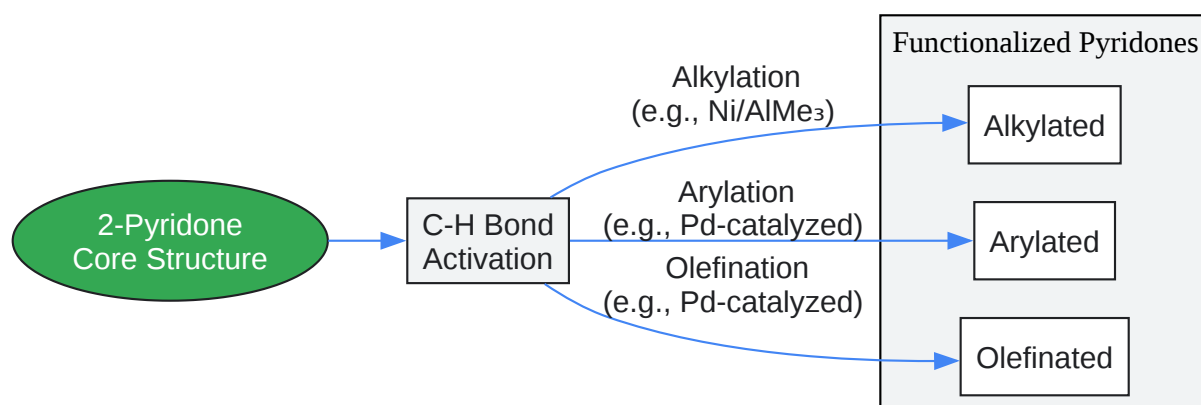 2-Pyridone
Core Structure
C-H Bond
Activation
Alkylation
(e.g., Ni/AlMe₃)
Arylation
(e.g., Pd-catalyzed)
Olefination
(e.g., Pd-catalyzed)
Functionalized Pyridones
Alkylated
Arylated
Olefinated